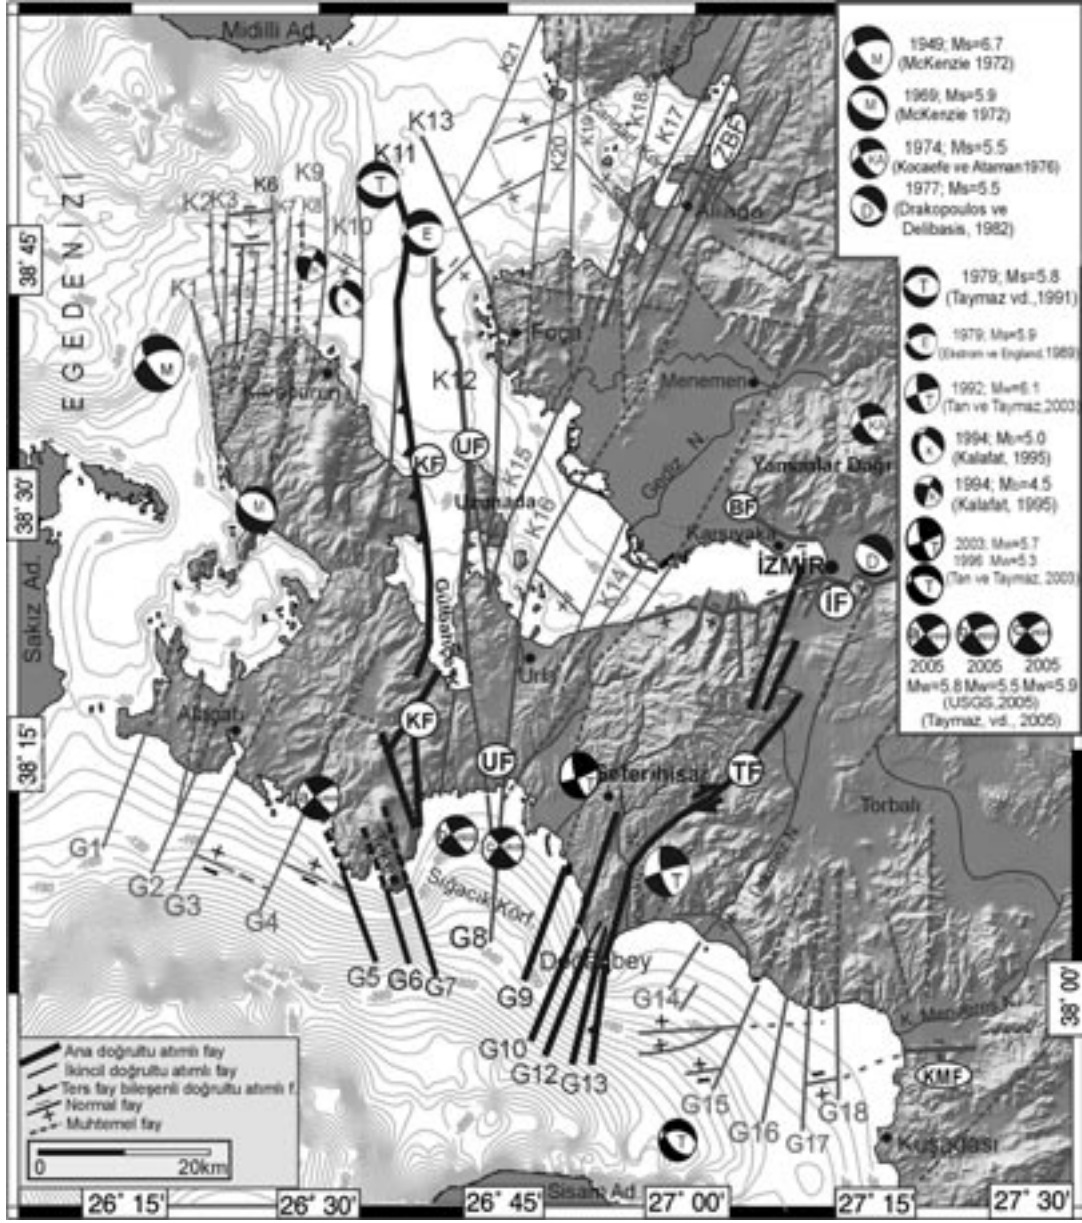 Midilli Ad.
EGE DENİZİ
Sakız Ad.
K1
K2
K3
K6
K7
K8
K9
K10
K11
K12
K13
K14
K15
K16
K17
K18
K19
K20
K21
ZBF
Aliağa
Foça
Menemen
Gediz N.
Yamanlar Dağı
BF
Karşıyaka
İZMİR
İF
KF
UF
Uzunada
Urla
Alaçatı
KF
UF
TF
Seferihisar
Torbalı
Sığacık Körf.
Doğanbey
K. Menderes N.
KMF
Kuşadası
Sisam Ad.
G1
G2
G3
G4
G5
G6
G7
G8
G9
G10
G12
G13
G14
G15
G16
G17
G18
1949; Ms=6.7
(McKenzie 1972)
1969; Ms=5.9
(McKenzie 1972)
1974; Ms=5.5
(Kocaefe ve Ataman 1976)
1977; Ms=5.5
(Drakopoulos ve
Delibasis, 1982)
1979; Ms=5.8
(Taymaz vd.,1991)
1979; Ms=5.9
(Ekstrom ve England,1989)
1992; Mw=6.1
(Tan ve Taymaz,2003)
1994; Mb=5.0
(Kalafat, 1995)
1994; Mb=4.5
(Kalafat, 1995)
2003; Mw=5.7
1996; Mw=5.3
(Tan ve Taymaz, 2003)
2005 2005 2005
Mw=5.8 Mw=5.5 Mw=5.9
(USGS,2005)
(Taymaz, vd., 2005)
Ana doğrultu atımlı fay
İkincil doğrultu atımlı fay
Ters fay bileşenli doğrultu atımlı f.
Normal fay
Muhtemel fay
0 20km
38° 45
38° 30
38° 15
38° 00
26° 15
26° 30
26° 45
27° 00
27° 15
27° 30